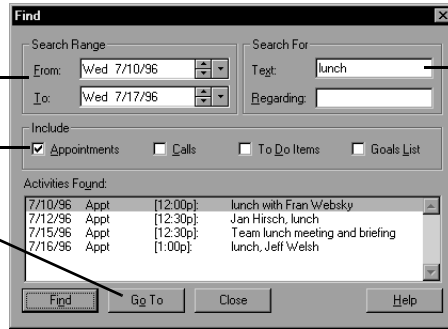 Find
Search Range
From: Wed 7/10/96
To: Wed 7/17/96
Search For
Text: lunch
Regarding:
Include
Appointments Calls To Do Items Goals List
Activities Found:
7/10/96 Appt [12:00p]: lunch with Fran Websky
7/12/96 Appt [12:30p]: Jan Hirsch, lunch
7/15/96 Appt [12:30p]: Team lunch meeting and briefing
7/16/96 Appt [1:00p]: lunch, Jeff Welsh
Find Go To Close Help